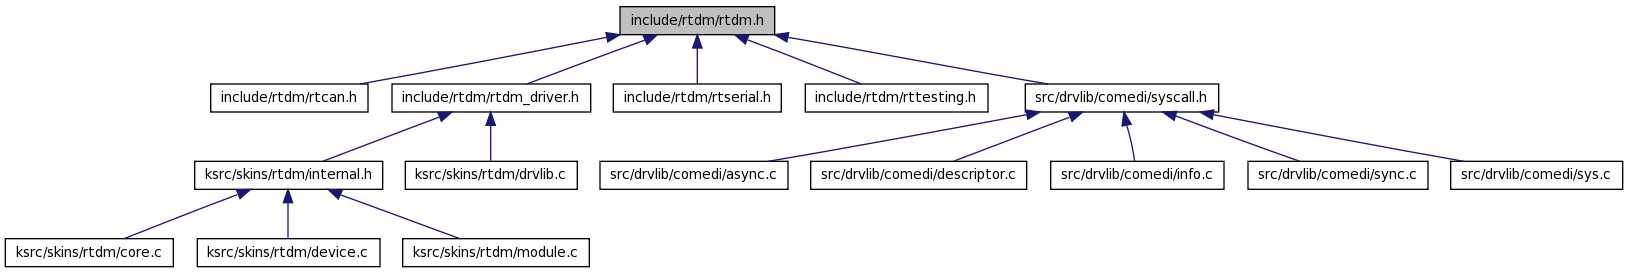 include/rtdm/rtdm.h
include/rtdm/rtcan.h
include/rtdm/rtdm_driver.h
include/rtdm/rtserial.h
include/rtdm/rttesting.h
src/drvlib/comedi/syscall.h
ksrc/skins/rtdm/internal.h
ksrc/skins/rtdm/drvlib.c
src/drvlib/comedi/async.c
src/drvlib/comedi/descriptor.c
src/drvlib/comedi/info.c
src/drvlib/comedi/sync.c
src/drvlib/comedi/sys.c
ksrc/skins/rtdm/core.c
ksrc/skins/rtdm/device.c
ksrc/skins/rtdm/module.c